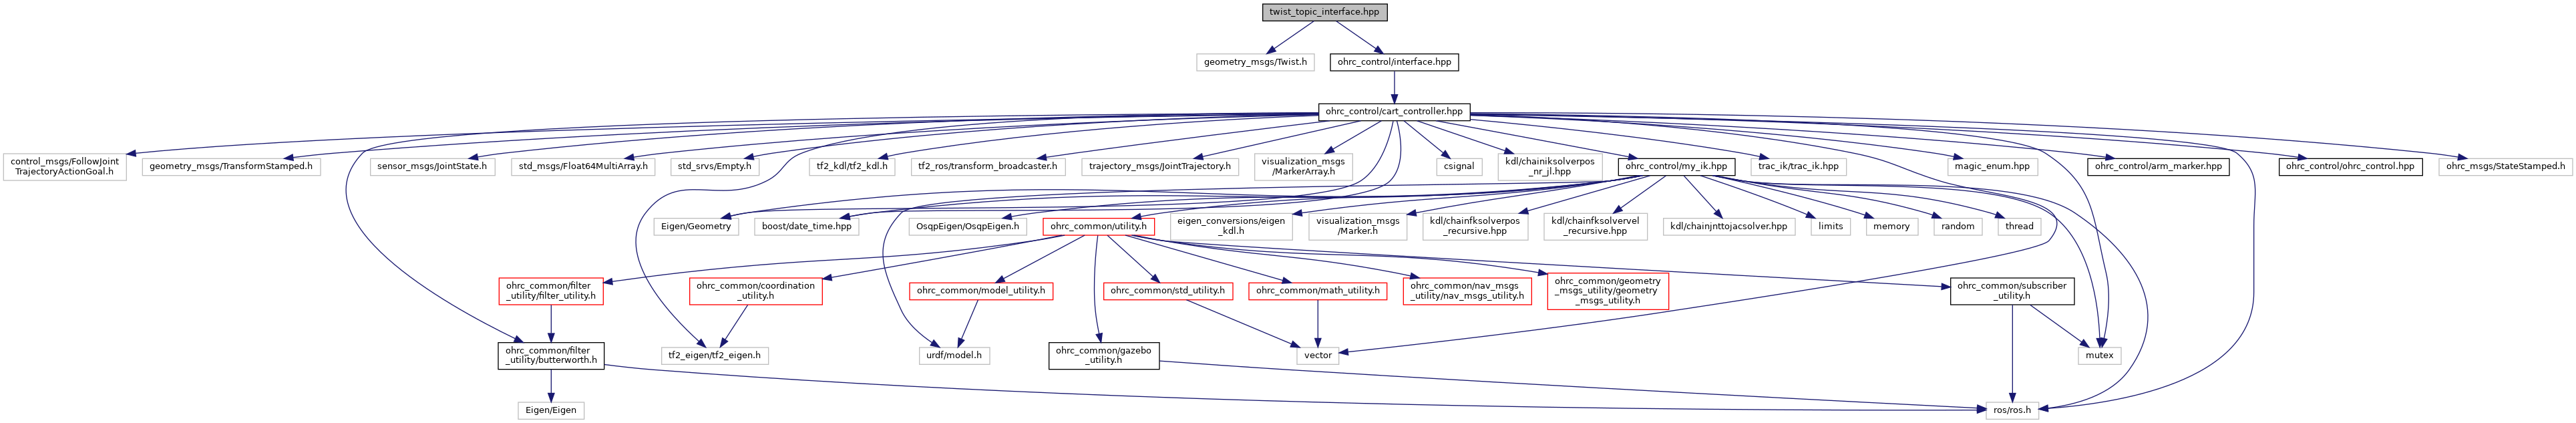 twist_topic_interface.hpp
geometry_msgs/Twist.h
ohrc_control/interface.hpp
ohrc_control/cart_controller.hpp
control_msgs/FollowJoint
TrajectoryActionGoal.h
geometry_msgs/TransformStamped.h
sensor_msgs/JointState.h
std_msgs/Float64MultiArray.h
std_srvs/Empty.h
tf2_kdl/tf2_kdl.h
tf2_ros/transform_broadcaster.h
trajectory_msgs/JointTrajectory.h
visualization_msgs
/MarkerArray.h
csignal
kdl/chainiksolverpos
_nr_jl.hpp
ohrc_control/my_ik.hpp
trac_ik/trac_ik.hpp
magic_enum.hpp
ohrc_control/arm_marker.hpp
ohrc_control/ohrc_control.hpp
ohrc_msgs/StateStamped.h
Eigen/Geometry
boost/date_time.hpp
OsqpEigen/OsqpEigen.h
ohrc_common/utility.h
eigen_conversions/eigen
_kdl.h
visualization_msgs
/Marker.h
kdl/chainfksolverpos
_recursive.hpp
kdl/chainfksolvervel
_recursive.hpp
kdl/chainjnttojacsolver.hpp
limits
memory
random
thread
ohrc_common/filter
_utility/filter_utility.h
ohrc_common/coordination
_utility.h
ohrc_common/model_utility.h
ohrc_common/std_utility.h
ohrc_common/math_utility.h
ohrc_common/nav_msgs
_utility/nav_msgs_utility.h
ohrc_common/geometry
_msgs_utility/geometry
_msgs_utility.h
ohrc_common/subscriber
_utility.h
ohrc_common/filter
_utility/butterworth.h
tf2_eigen/tf2_eigen.h
urdf/model.h
ohrc_common/gazebo
_utility.h
vector
mutex
Eigen/Eigen
ros/ros.h